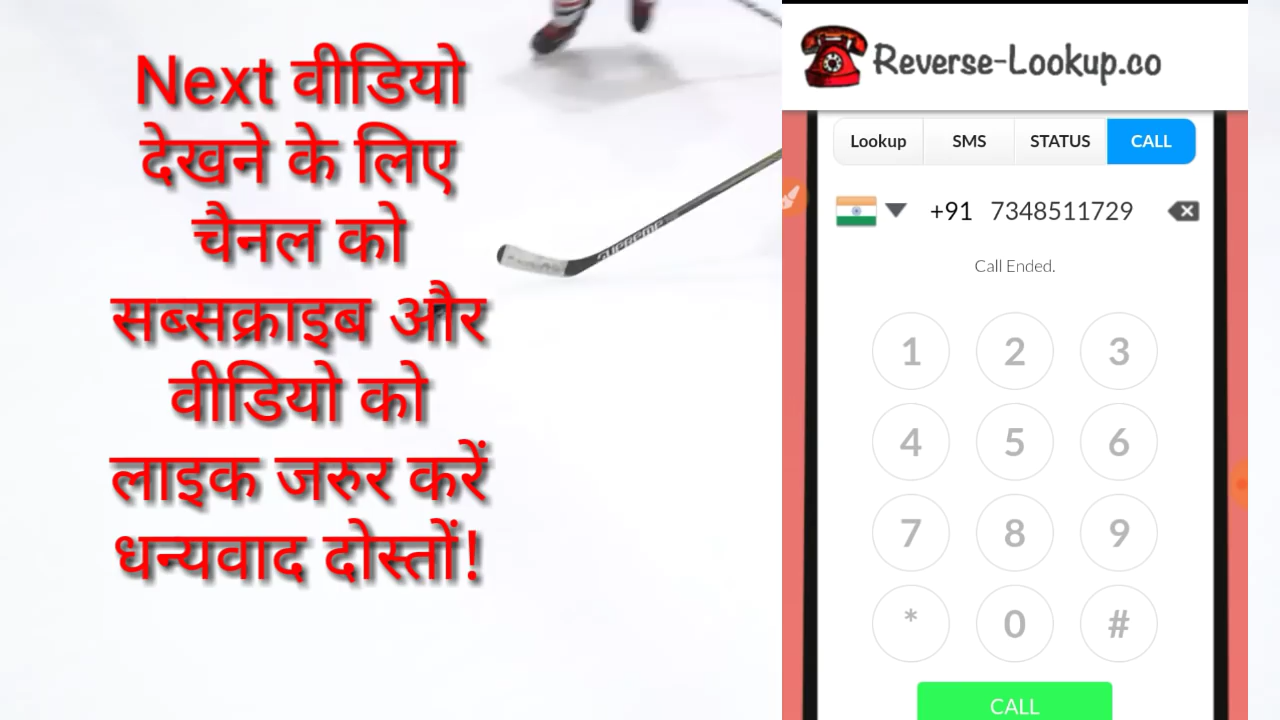 Next वीडियो
देखने के लिए
चैनल को
सब्सक्राइब और
वीडियो को
लाइक जरुर करें
धन्यवाद दोस्तों!
SUPREME
Reverse-Lookup.co
Lookup SMS STATUS CALL
+91 7348511729
Call Ended.
1 2 3
4 5 6
7 8 9
* 0 #
CALL